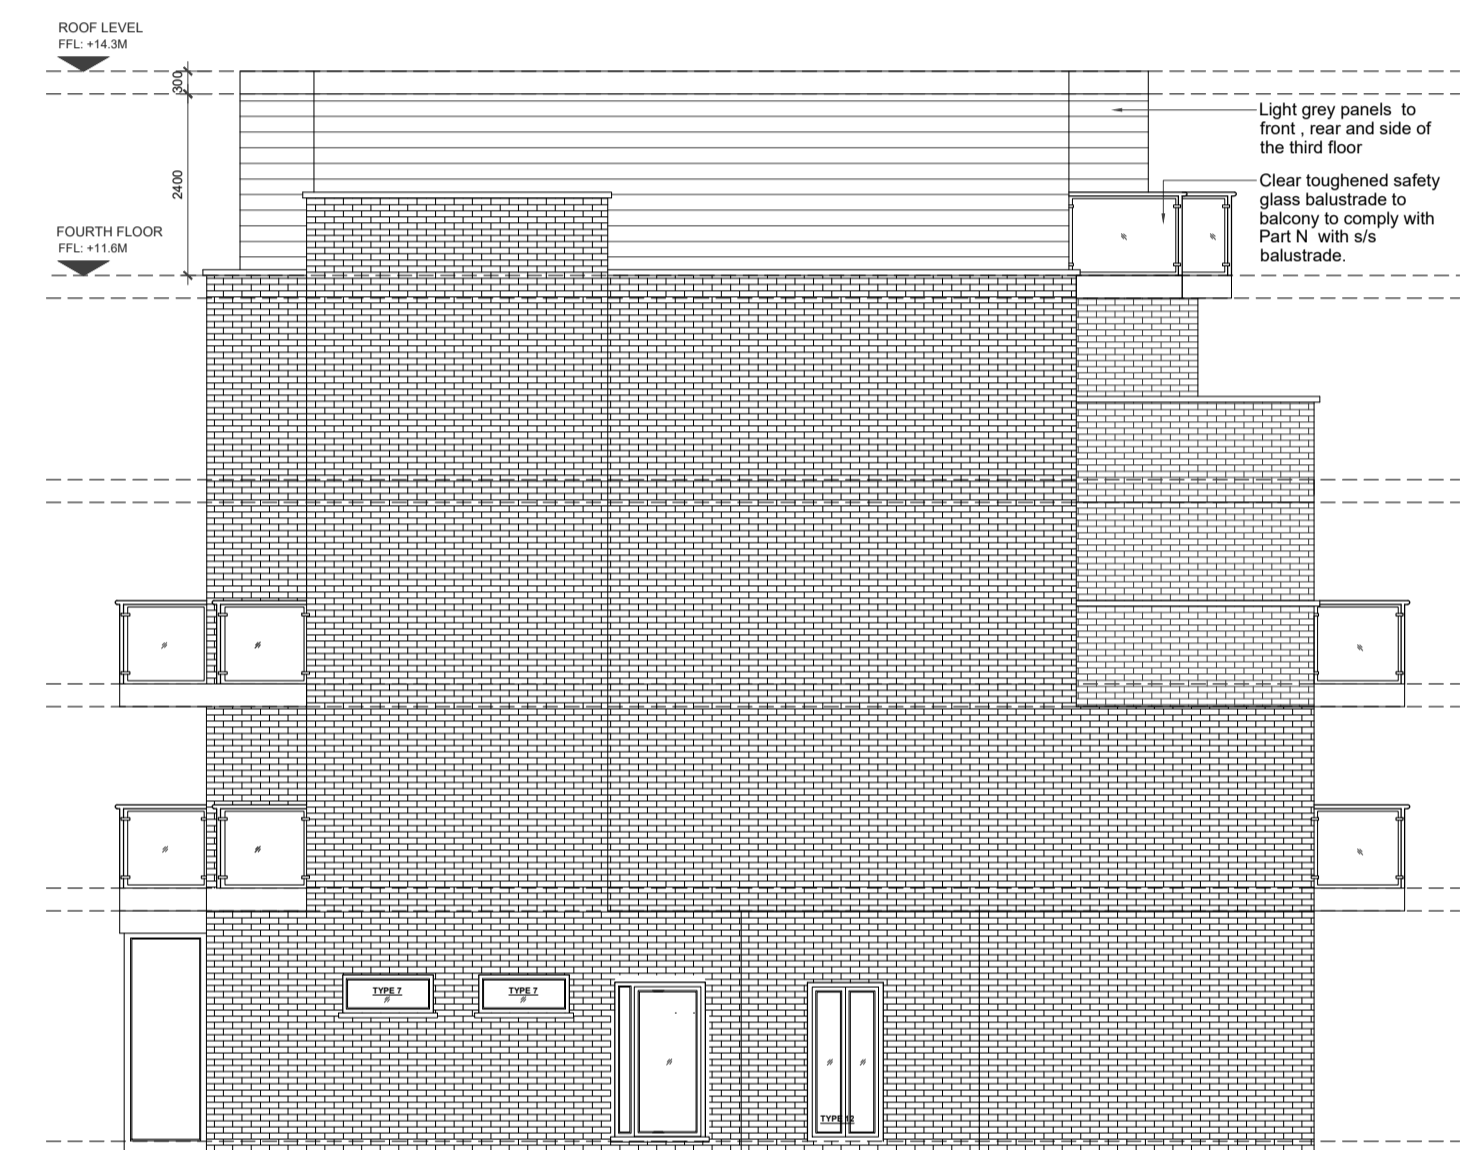 ROOF LEVEL
FFL: +14.3M
300
2400
FOURTH FLOOR
FFL: +11.6M
Light grey panels to
front , rear and side of
the third floor
Clear toughened safety
glass balustrade to
balcony to comply with
Part N with s/s
balustrade.
TYPE 7
TYPE 7
TYPE 12